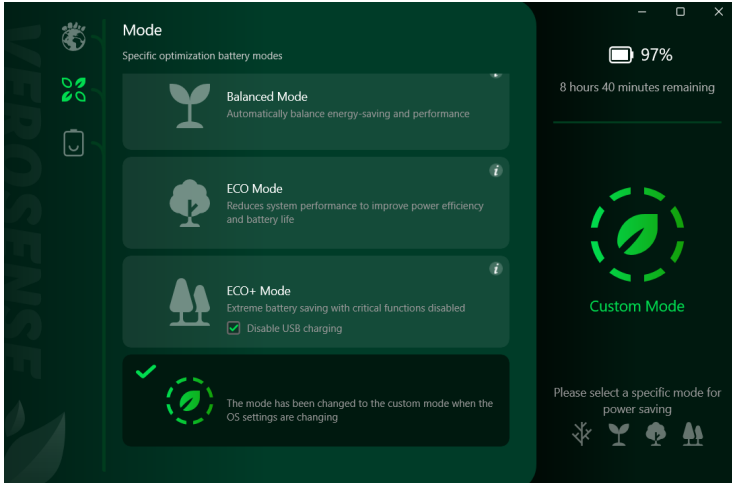 VEROSENSE
Mode
Specific optimization battery modes
Balanced Mode
Automatically balance energy-saving and performance
ECO Mode
Reduces system performance to improve power efficiency
and battery life
ECO+ Mode
Extreme battery saving with critical functions disabled
Disable USB charging
The mode has been changed to the custom mode when the
OS settings are changing
97%
8 hours 40 minutes remaining
Custom Mode
Please select a specific mode for
power saving